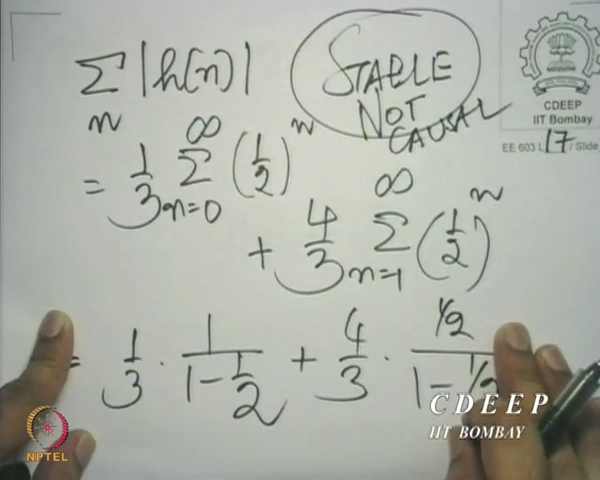 Σ |h[n]| STABLE
n NOT CAUSAL
= 1/3 Σ_{n=0}^{∞} (1/2)^n
+ 4/3 Σ_{n=1}^{∞} (1/2)^n
= 1/3 · 1/(1-1/2) + 4/3 · 1/2/(1-1/2)
CDEEP
IIT Bombay
EE 603 L 17 / Slide
CDEEP
IIT BOMBAY
NPTEL